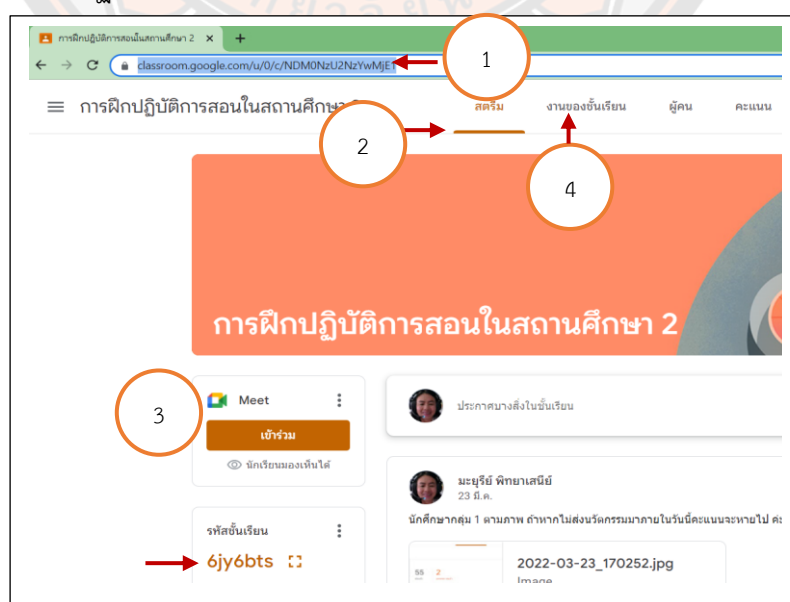 การฝึกปฏิบัติการสอนในสถานศึกษา 2
classroom.google.com/u/0/c/NDM0NzU2NzYwMjE1
1
การฝึกปฏิบัติการสอนในสถานศึกษา 2
สตรีม
งานของชั้นเรียน
ผู้คน
คะแนน
2
4
การฝึกปฏิบัติการสอนในสถานศึกษา 2
3
Meet
เข้าร่วม
นักเรียนมองเห็นได้
ประกาศบางสิ่งในชั้นเรียน
มะยุรีย์ พิทยาเสนีย์
23 มี.ค.
นักศึกษากลุ่ม 1 ตามภาพ ถ้าหากไม่ส่งนวัตกรรมมาภายในวันนี้คะแนนจะหายไป ค่ะ
รหัสชั้นเรียน
6jy6bts
2022-03-23_170252.jpg
Image
55 2